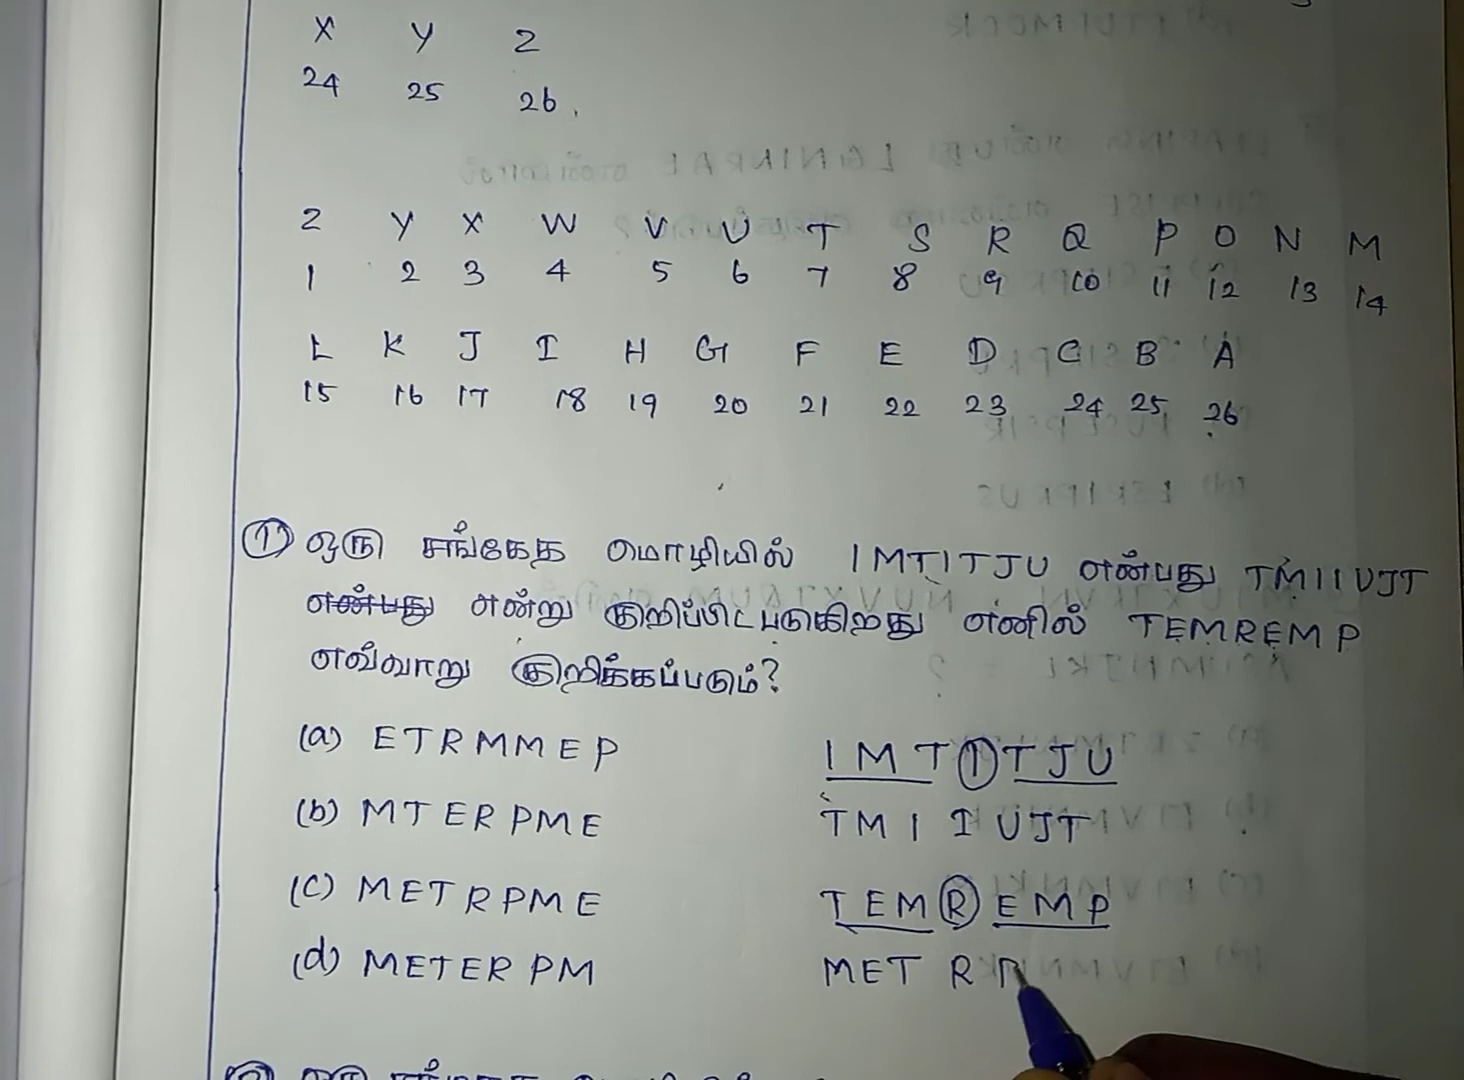 X Y Z
24 25 26.
Z Y X W V U T S R Q P O N M
1 2 3 4 5 6 7 8 9 10 11 12 13 14
L K J I H G F E D C B A
15 16 17 18 19 20 21 22 23 24 25 26
① ஒரு சங்கேத மொழியில் IMTITJU என்பது TMIIUJT
என்பது என்று குறிப்பிடபடுகிறது எனில் TEMREMP
எவ்வாறு குறிக்கப்படும்?
(a) ETRMMEP IMTITJU
(b) MTERPME TMIIUJT
(c) METRPME TEMREMP
(d) METERPM MET R P